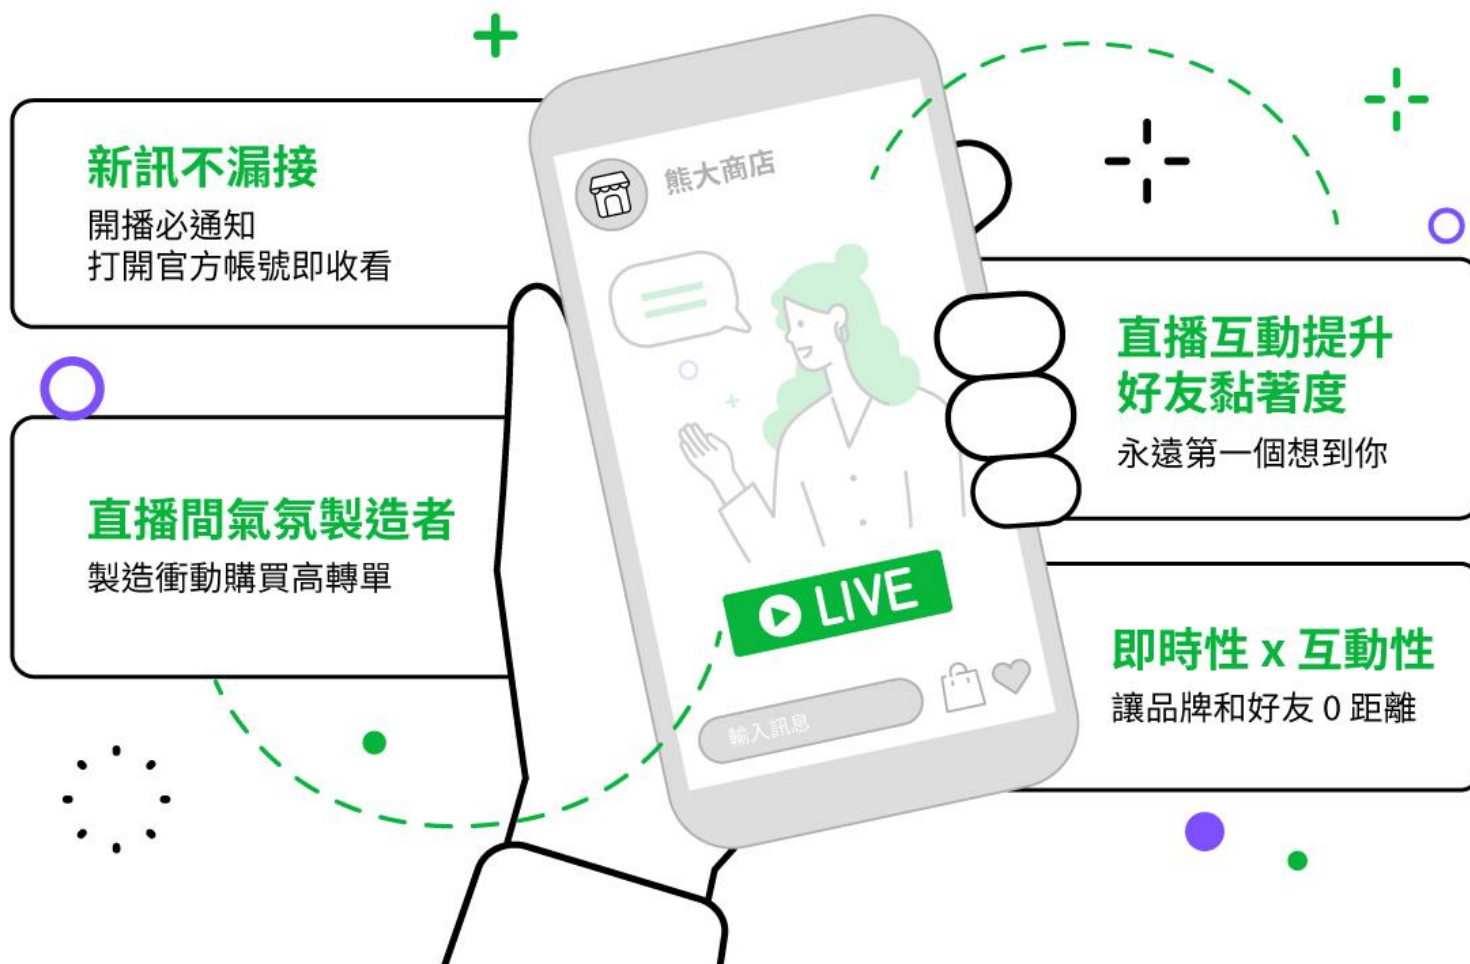 新訊不漏接
開播必通知
打開官方帳號即收看
直播間氣氛製造者
製造衝動購買高轉單
熊大商店
LIVE
輸入訊息
直播互動提升
好友黏著度
永遠第一個想到你
即時性 x 互動性
讓品牌和好友 0 距離